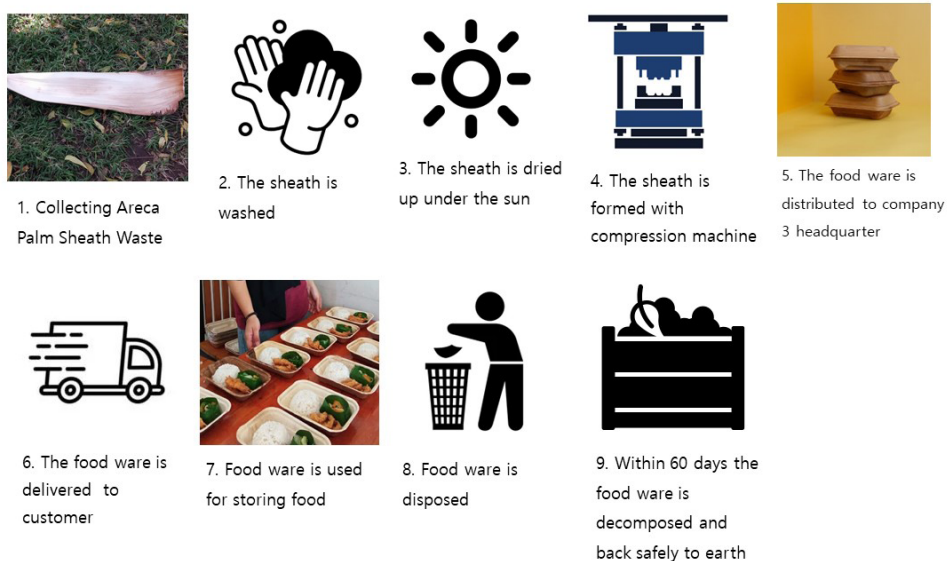 1. Collecting Areca
Palm Sheath Waste
2. The sheath is
washed
3. The sheath is dried
up under the sun
4. The sheath is
formed with
compression machine
5. The food ware is
distributed to company
3 headquarter
6. The food ware is
delivered to
customer
7. Food ware is used
for storing food
8. Food ware is
disposed
9. Within 60 days the
food ware is
decomposed and
back safely to earth